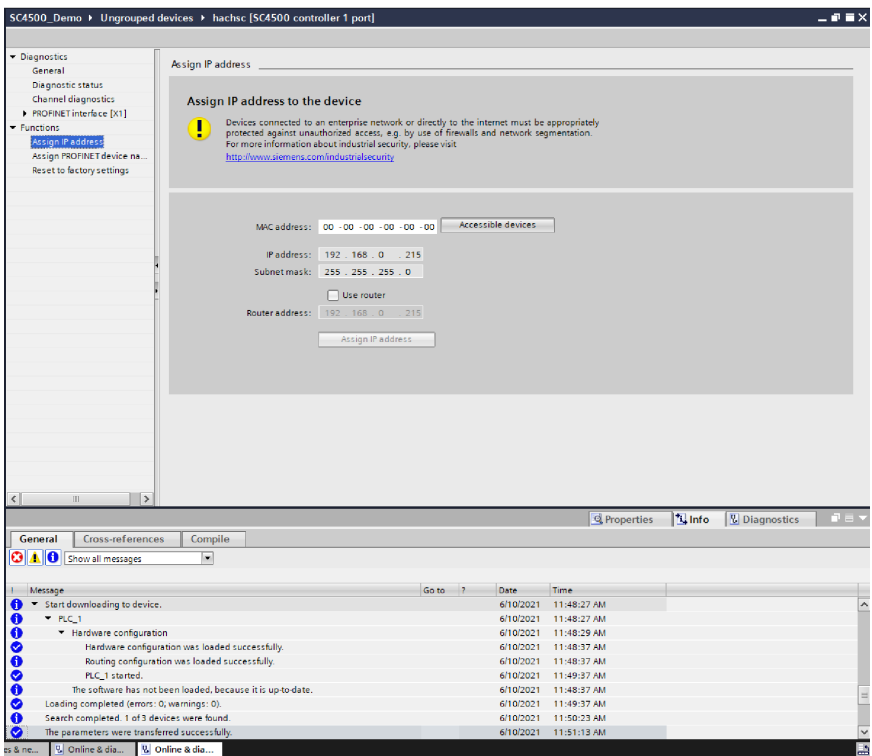 SC4500_Demo ▸ Ungrouped devices ▸ hachsc [SC4500 controller 1 port]
Diagnostics
General
Diagnostic status
Channel diagnostics
PROFINET interface [X1]
Functions
Assign IP address
Assign PROFINET device na...
Reset to factory settings
Assign IP address
Assign IP address to the device
Devices connected to an enterprise network or directly to the internet must be appropriately
protected against unauthorized access, e.g. by use of firewalls and network segmentation.
For more information about industrial security, please visit
http://www.siemens.com/industrialsecurity
MAC address: 00 -00 -00 -00 -00 -00 Accessible devices
IP address: 192 . 168 . 0 . 215
Subnet mask: 255 . 255 . 255 . 0
Use router
Router address: 192 . 168 . 0 . 215
Assign IP address
Properties Info Diagnostics
General Cross-references Compile
Show all messages
! Message Go to ? Date Time
Start downloading to device. 6/10/2021 11:48:27 AM
PLC_1 6/10/2021 11:48:27 AM
Hardware configuration 6/10/2021 11:48:29 AM
Hardware configuration was loaded successfully. 6/10/2021 11:48:37 AM
Routing configuration was loaded successfully. 6/10/2021 11:48:37 AM
PLC_1 started. 6/10/2021 11:49:37 AM
The software has not been loaded, because it is up-to-date. 6/10/2021 11:48:37 AM
Loading completed (errors: 0; warnings: 0). 6/10/2021 11:49:37 AM
Search completed. 1 of 3 devices were found. 6/10/2021 11:50:23 AM
The parameters were transferred successfully. 6/10/2021 11:51:13 AM
es & ne... Online & dia... Online & dia...